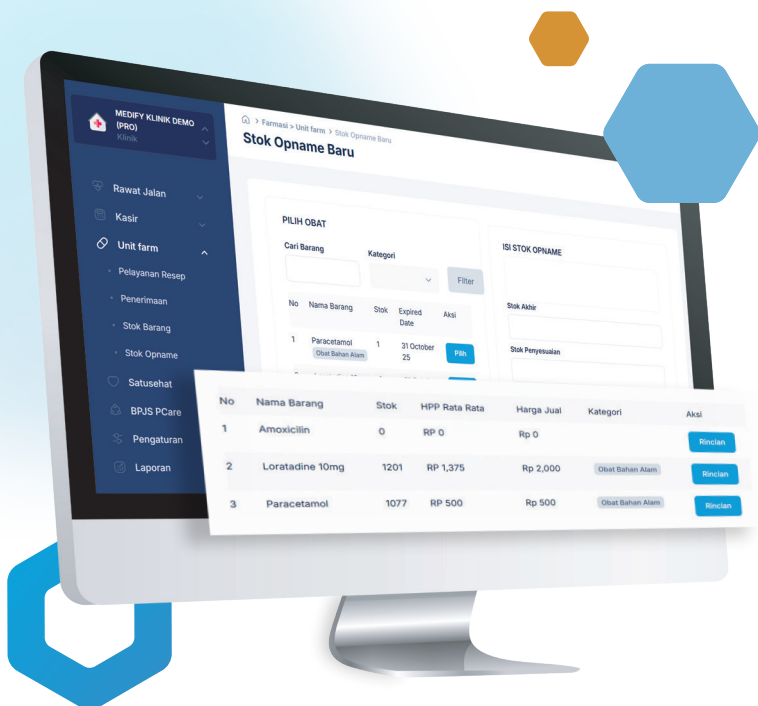 MEDIFY KLINIK DEMO
(PRO)
Klinik
Rawat Jalan
Kasir
Unit farm
Pelayanan Resep
Penerimaan
Stok Barang
Stok Opname
Satusehat
BPJS PCare
Pengaturan
Laporan
> Farmasi > Unit farm > Stok Opname Baru
Stok Opname Baru
PILIH OBAT
Cari Barang Kategori
Filter
No Nama Barang Stok Expired Date Aksi
1 Paracetamol 1 31 October 25 Pilih
Obat Bahan Alam
ISI STOK OPNAME
Stok Akhir
Stok Penyesuaian
No Nama Barang Stok HPP Rata Rata Harga Jual Kategori Aksi
1 Amoxicilin 0 RP 0 Rp 0 Rincian
2 Loratadine 10mg 1201 RP 1,375 Rp 2,000 Obat Bahan Alam Rincian
3 Paracetamol 1077 RP 500 Rp 500 Obat Bahan Alam Rincian